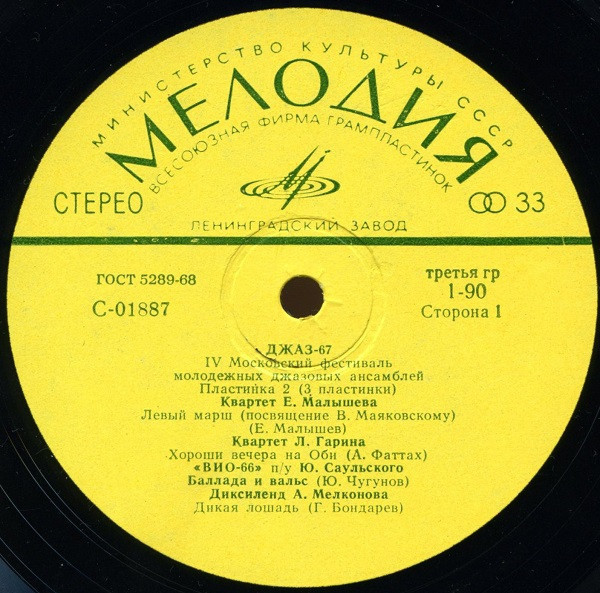 МИНИСТЕРСТВО КУЛЬТУРЫ СССР
МЕЛОДИЯ
ВСЕСОЮЗНАЯ ФИРМА ГРАМПЛАСТИНОК
СТЕРЕО
33
ЛЕНИНГРАДСКИЙ ЗАВОД
ГОСТ 5289-68
С-01887
третья гр
1-90
Сторона 1
ДЖАЗ-67
IV Московский фестиваль
молодежных джазовых ансамблей
Пластинка 2 (3 пластинки)
Квартет Е. Малышева
Левый марш (посвящение В. Маяковскому)
(Е. Малышев)
Квартет Л. Гарина
Хороши вечера на Оби (А. Фаттах)
«ВИО-66» п/у Ю. Саульского
Баллада и вальс (Ю. Чугунов)
Диксиленд А. Мелконова
Дикая лошадь (Г. Бондарев)